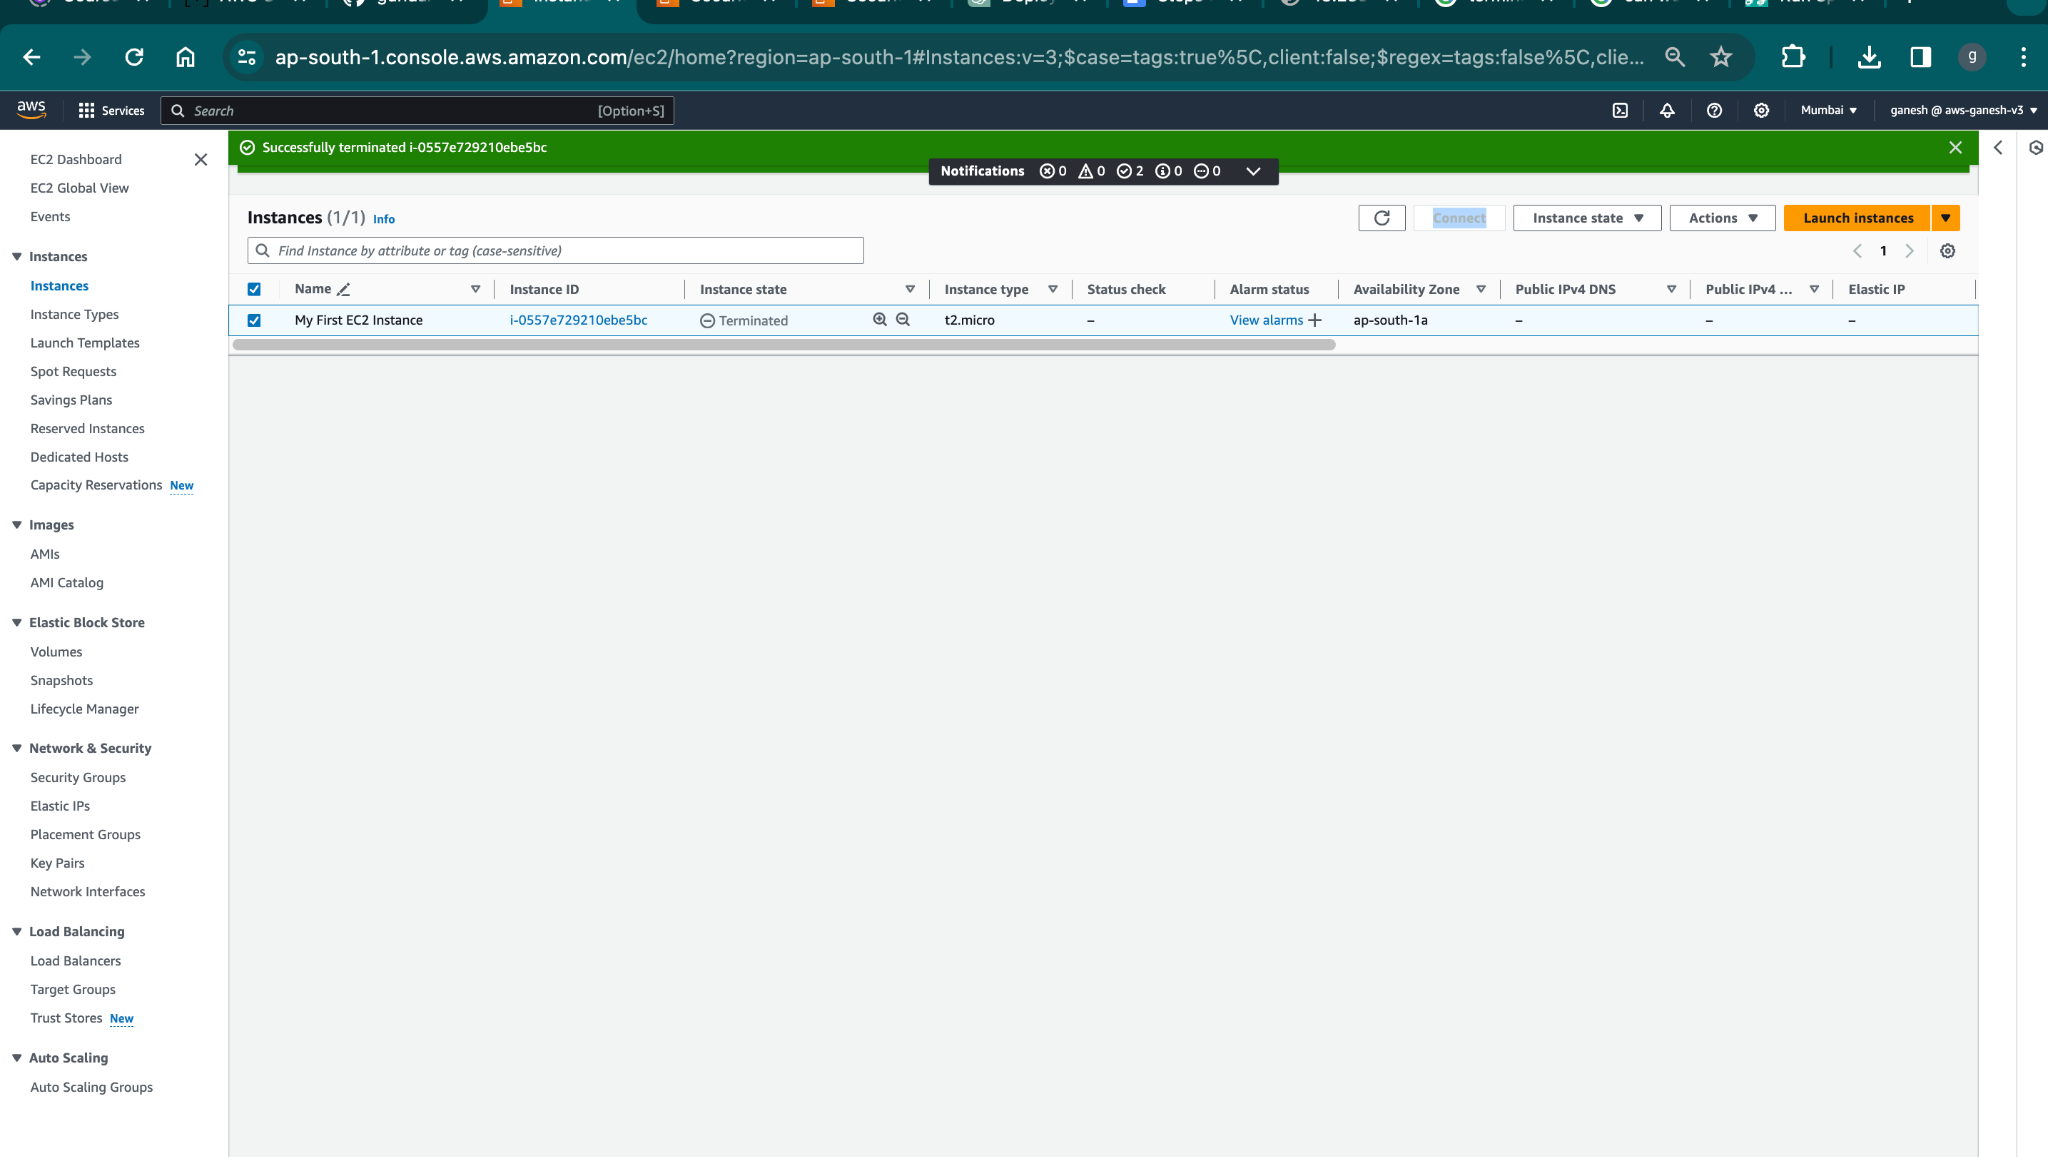 ap-south-1.console.aws.amazon.com/ec2/home?region=ap-south-1#Instances:v=3;$case=tags:true%5C,client:false;$regex=tags:false%5C,clie...
g
aws
Services
Search
[Option+S]
Mumbai
ganesh @ aws-ganesh-v3
EC2 Dashboard
EC2 Global View
Events
Instances
Instances
Instance Types
Launch Templates
Spot Requests
Savings Plans
Reserved Instances
Dedicated Hosts
Capacity Reservations New
Images
AMIs
AMI Catalog
Elastic Block Store
Volumes
Snapshots
Lifecycle Manager
Network & Security
Security Groups
Elastic IPs
Placement Groups
Key Pairs
Network Interfaces
Load Balancing
Load Balancers
Target Groups
Trust Stores New
Auto Scaling
Auto Scaling Groups
Successfully terminated i-0557e729210ebe5bc
Notifications 0 0 2 0 0
Instances (1/1) Info
Connect
Instance state
Actions
Launch instances
Find Instance by attribute or tag (case-sensitive)
1
Name Instance ID Instance state Instance type Status check Alarm status Availability Zone Public IPv4 DNS Public IPv4 ... Elastic IP
My First EC2 Instance i-0557e729210ebe5bc Terminated t2.micro – View alarms + ap-south-1a – – –